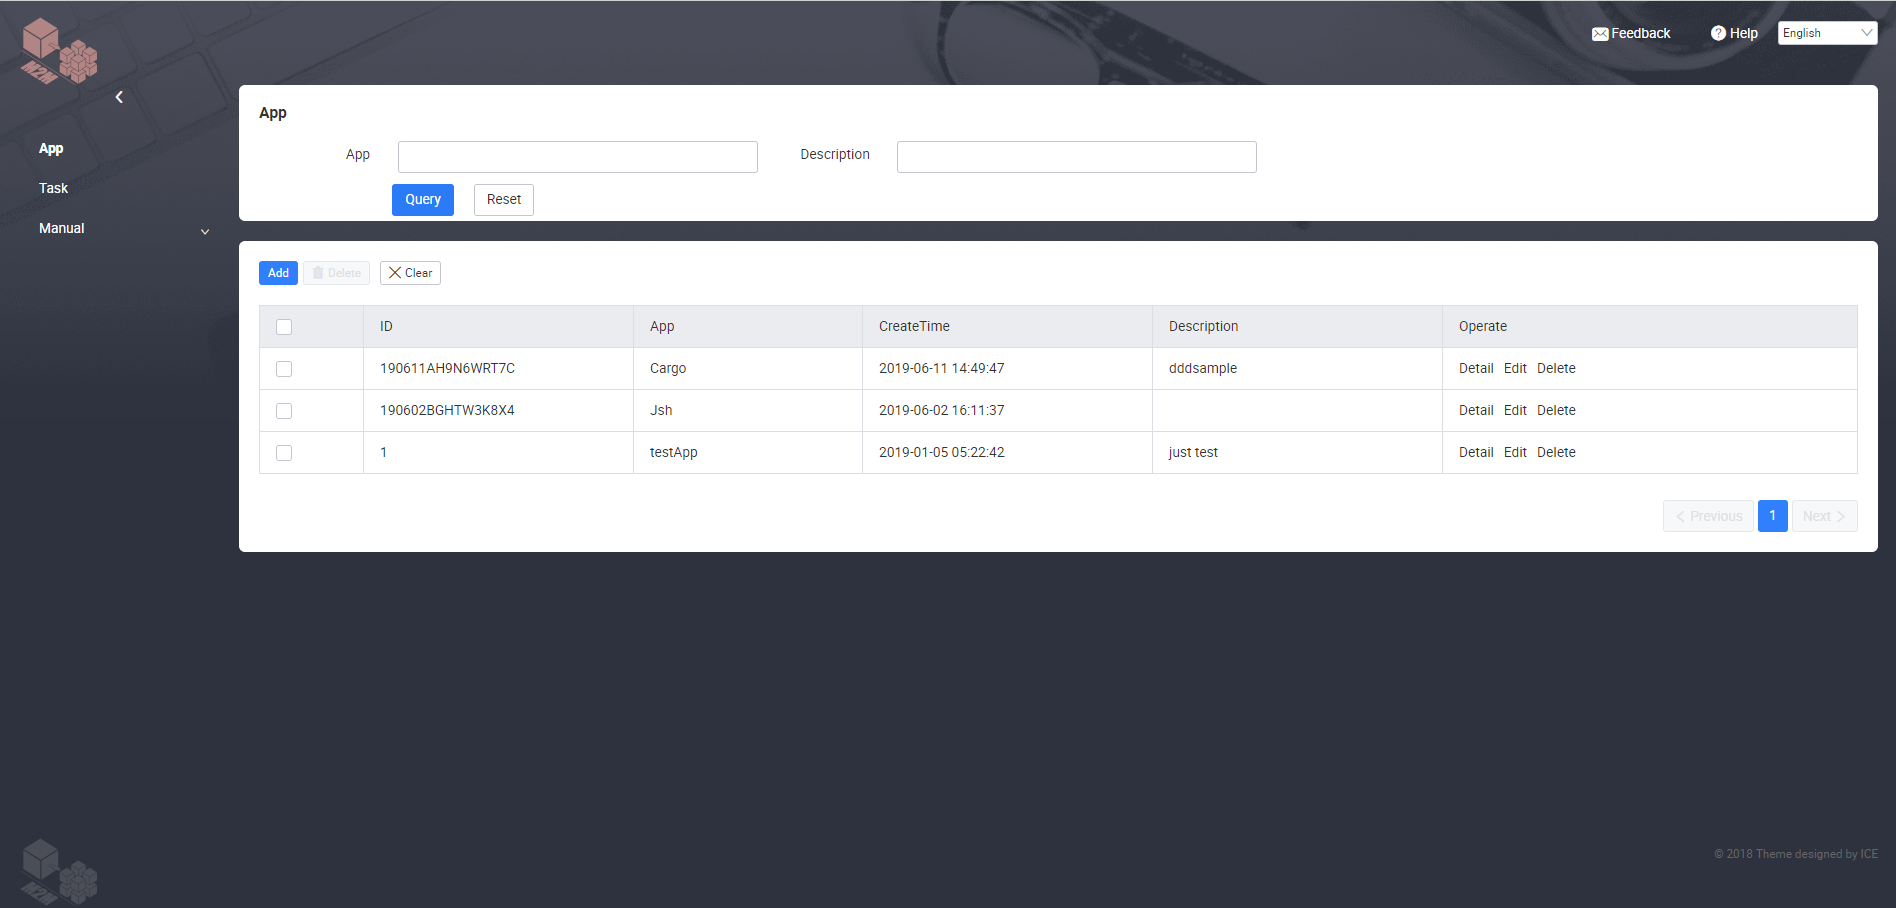 M2M
Feedback Help English
App
App Description
App
Query Reset
Task
Manual
Add Delete Clear
ID App CreateTime Description Operate
190611AH9N6WRT7C Cargo 2019-06-11 14:49:47 dddsample Detail Edit Delete
190602BGHTW3K8X4 Jsh 2019-06-02 16:11:37 Detail Edit Delete
1 testApp 2019-01-05 05:22:42 just test Detail Edit Delete
Previous 1 Next
© 2018 Theme designed by ICE
M2M